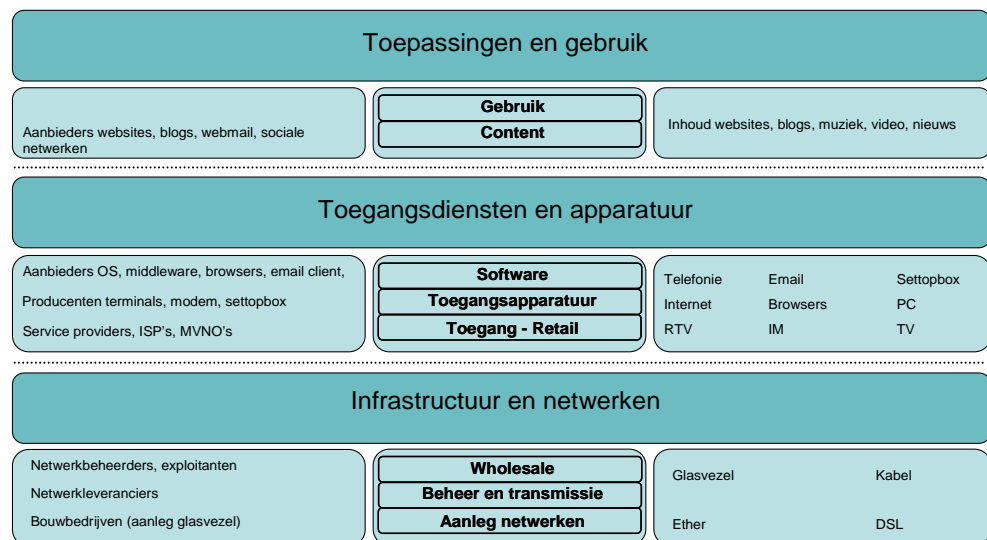 Toepassingen en gebruik
Aanbieders websites, blogs, webmail, sociale
netwerken
Gebruik
Content
Inhoud websites, blogs, muziek, video, nieuws
Toegangsdiensten en apparatuur
Aanbieders OS, middleware, browsers, email client,
Producenten terminals, modem, settopbox
Service providers, ISP's, MVNO's
Software
Toegangsapparatuur
Toegang - Retail
Telefonie Email Settopbox
Internet Browsers PC
RTV IM TV
Infrastructuur en netwerken
Netwerkbeheerders, exploitanten
Netwerkleveranciers
Bouwbedrijven (aanleg glasvezel)
Wholesale
Beheer en transmissie
Aanleg netwerken
Glasvezel Kabel
Ether DSL